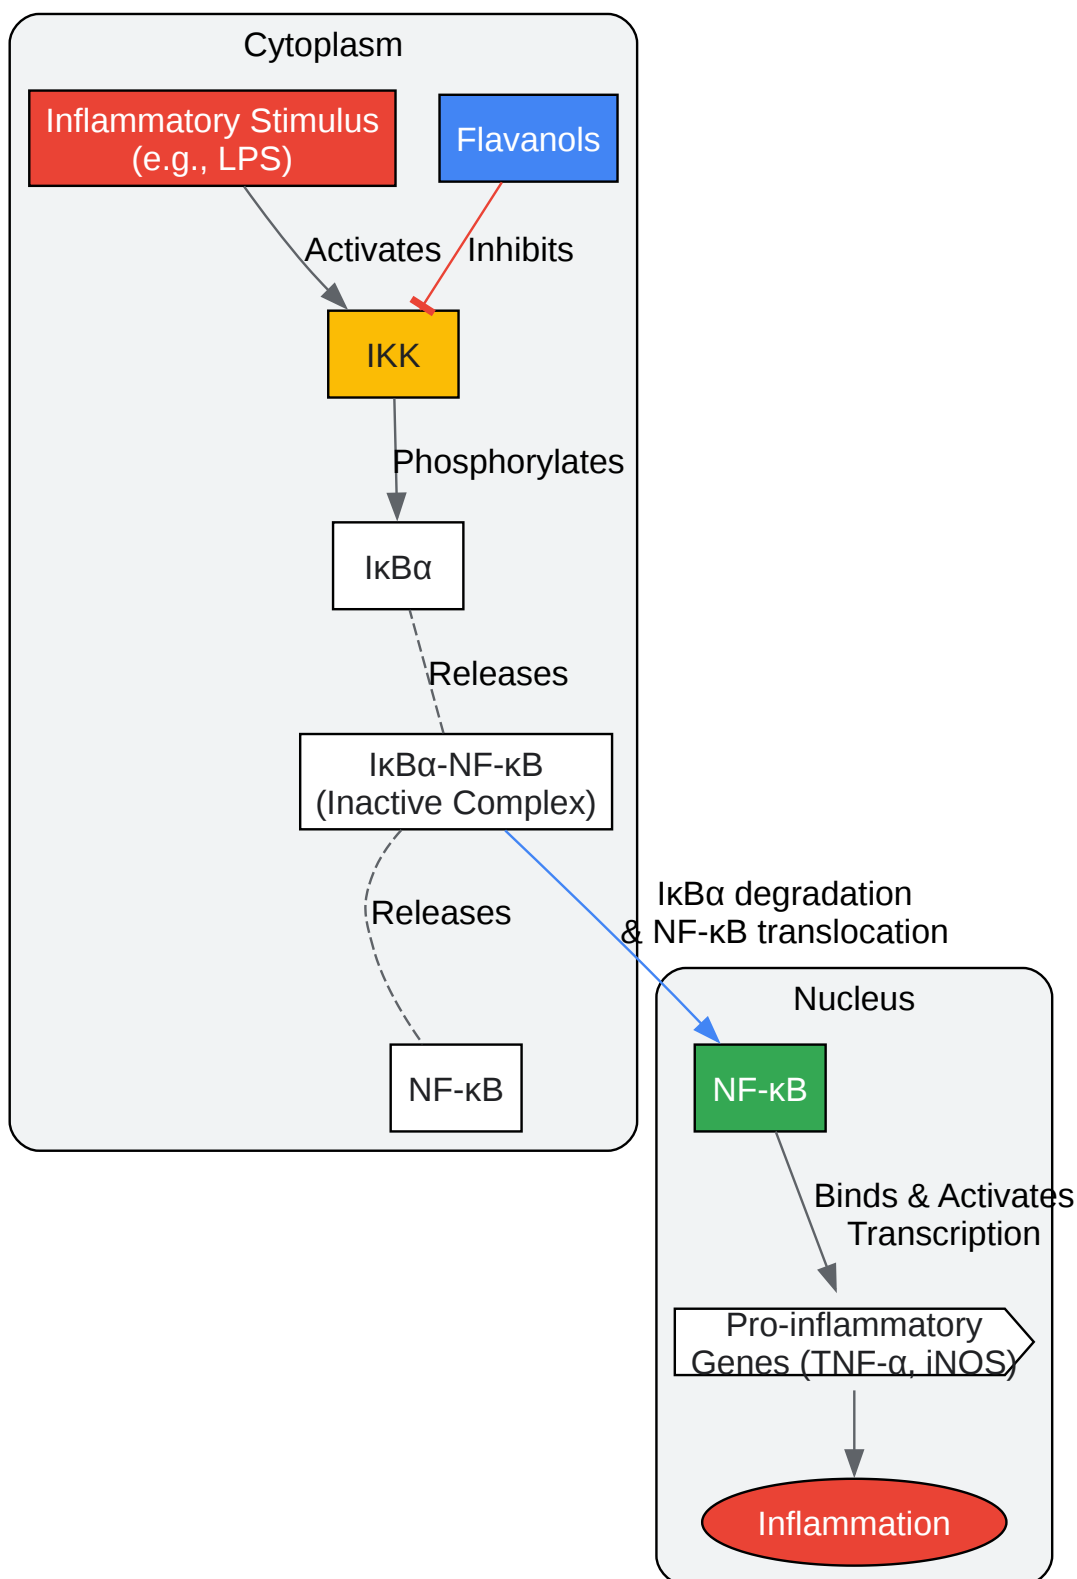 Cytoplasm
Inflammatory Stimulus
(e.g., LPS)
Flavanols
Activates
Inhibits
IKK
Phosphorylates
IκBα
Releases
IκBα-NF-κB
(Inactive Complex)
Releases
IκBα degradation
& NF-κB translocation
Nucleus
NF-κB
NF-κB
Binds & Activates
Transcription
Pro-inflammatory
Genes (TNF-α, iNOS)
Inflammation